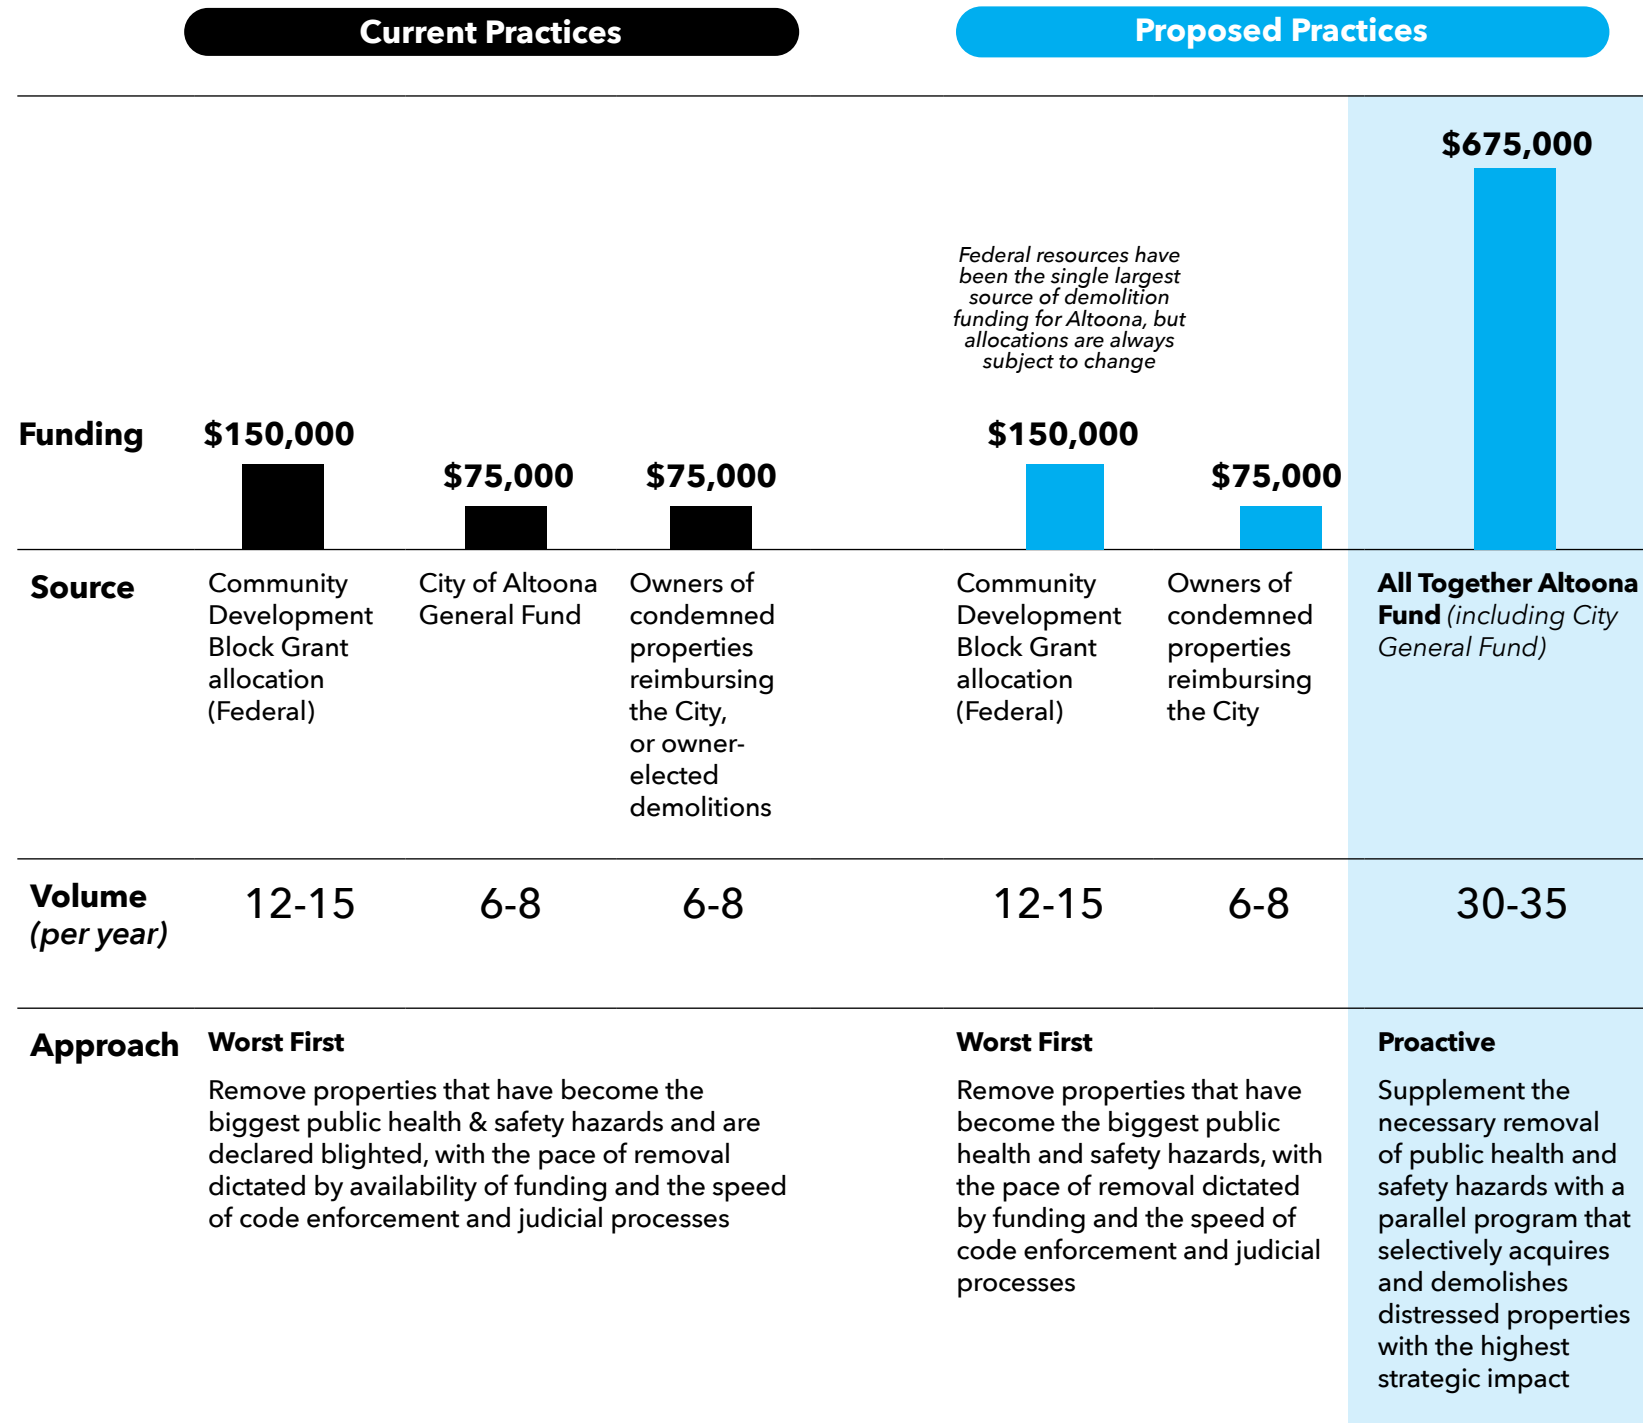 Current Practices
Proposed Practices
$675,000
Federal resources have
been the single largest
source of demolition
funding for Altoona, but
allocations are always
subject to change
Funding
$150,000
$75,000
$75,000
$150,000
$75,000
Source
Community
Development
Block Grant
allocation
(Federal)
City of Altoona
General Fund
Owners of
condemned
properties
reimbursing
the City,
or owner-
elected
demolitions
Community
Development
Block Grant
allocation
(Federal)
Owners of
condemned
properties
reimbursing
the City
All Together Altoona
Fund (including City
General Fund)
Volume
(per year)
12-15
6-8
6-8
12-15
6-8
30-35
Approach
Worst First
Remove properties that have become the
biggest public health & safety hazards and are
declared blighted, with the pace of removal
dictated by availability of funding and the speed
of code enforcement and judicial processes
Worst First
Remove properties that have
become the biggest public
health and safety hazards, with
the pace of removal dictated
by funding and the speed of
code enforcement and judicial
processes
Proactive
Supplement the
necessary removal
of public health and
safety hazards with a
parallel program that
selectively acquires
and demolishes
distressed properties
with the highest
strategic impact